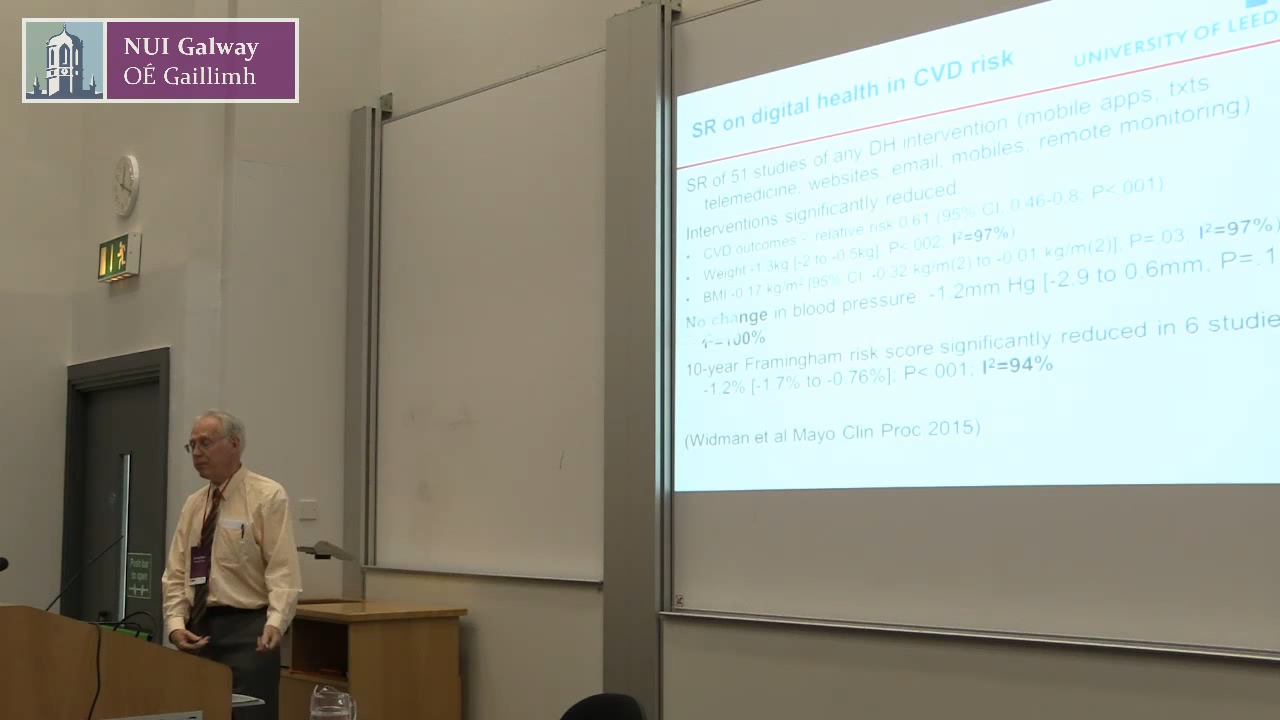 NUI Galway
OÉ Gaillimh
UNIVERSITY OF LEED
SR on digital health in CVD risk
SR of 51 studies of any DH intervention (mobile apps, txts
telemedicine, websites, email, mobiles, remote monitoring)
Interventions significantly reduced
• CVD outcomes - relative risk 0.61 (95% CI, 0.46-0.8; P<.001)
• Weight -1.3kg [-2 to -0.5kg], P<.002; I²=97%)
• BMI -0.17 kg/m- [95% CI -0.32 kg/m(2) to -0.01 kg/m(2)], P=.03 I²=97%)
No change in blood pressure -1.2mm Hg [-2.9 to 0.6mm, P=.1
I²=100%
10-year Framingham risk score significantly reduced in 6 studie
-1.2% [-1.7% to -0.76%]; P<.001; I²=94%
(Widman et al Mayo Clin Proc 2015)
Push bar
to open